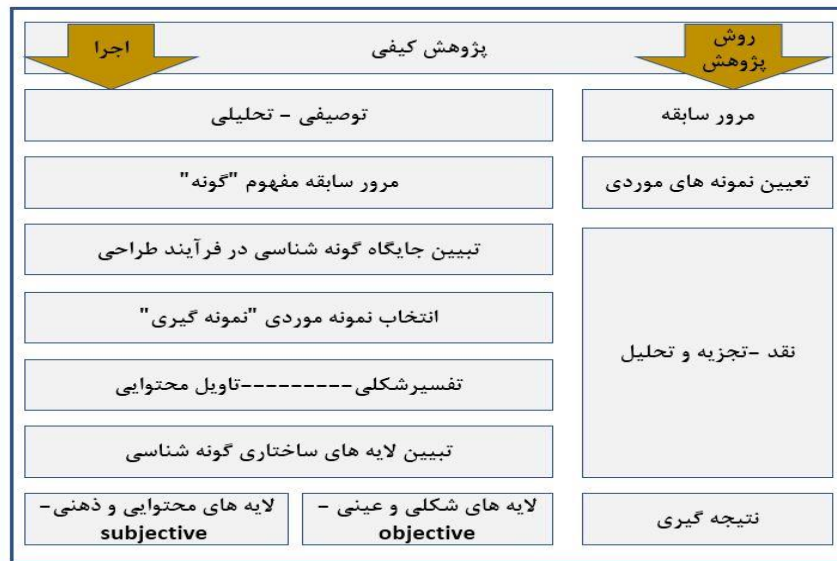 روش
پژوهش
پژوهش کیفی
اجرا
مرور سابقه
توصیفی - تحلیلی
تعیین نمونه های موردی
مرور سابقه مفهوم "گونه"
تبیین جایگاه گونه شناسی در فرآیند طراحی
انتخاب نمونه موردی "نمونه گیری"
نقد -تجزیه و تحلیل
تفسیرشکلی---------تاویل محتوایی
تبیین لایه های ساختاری گونه شناسی
نتیجه گیری
لایه های شکلی و عینی -
objective
لایه های محتوایی و ذهنی-
subjective